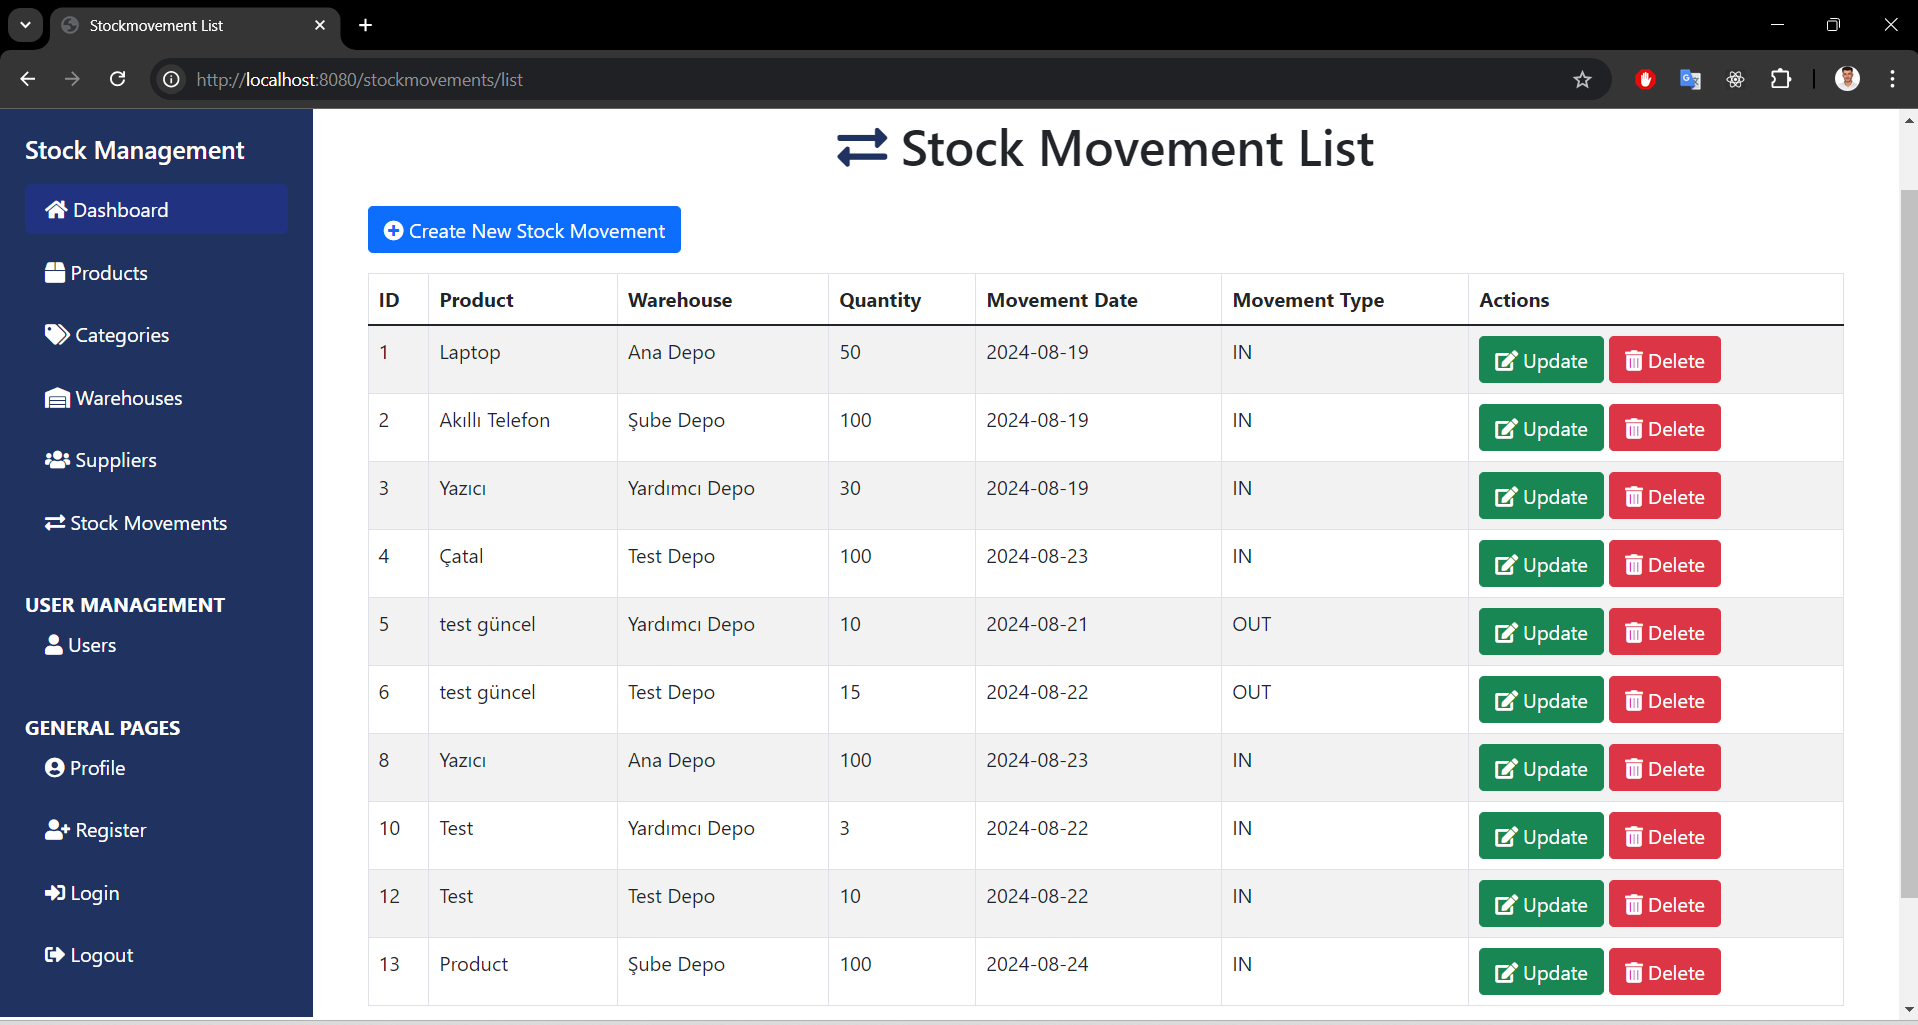 Stockmovement List
http://localhost:8080/stockmovements/list
Stock Management
Dashboard
Products
Categories
Warehouses
Suppliers
Stock Movements
USER MANAGEMENT
Users
GENERAL PAGES
Profile
Register
Login
Logout
Stock Movement List
Create New Stock Movement
ID Product Warehouse Quantity Movement Date Movement Type Actions
1 Laptop Ana Depo 50 2024-08-19 IN Update Delete
2 Akıllı Telefon Şube Depo 100 2024-08-19 IN Update Delete
3 Yazıcı Yardımcı Depo 30 2024-08-19 IN Update Delete
4 Çatal Test Depo 100 2024-08-23 IN Update Delete
5 test güncel Yardımcı Depo 10 2024-08-21 OUT Update Delete
6 test güncel Test Depo 15 2024-08-22 OUT Update Delete
8 Yazıcı Ana Depo 100 2024-08-23 IN Update Delete
10 Test Yardımcı Depo 3 2024-08-22 IN Update Delete
12 Test Test Depo 10 2024-08-22 IN Update Delete
13 Product Şube Depo 100 2024-08-24 IN Update Delete